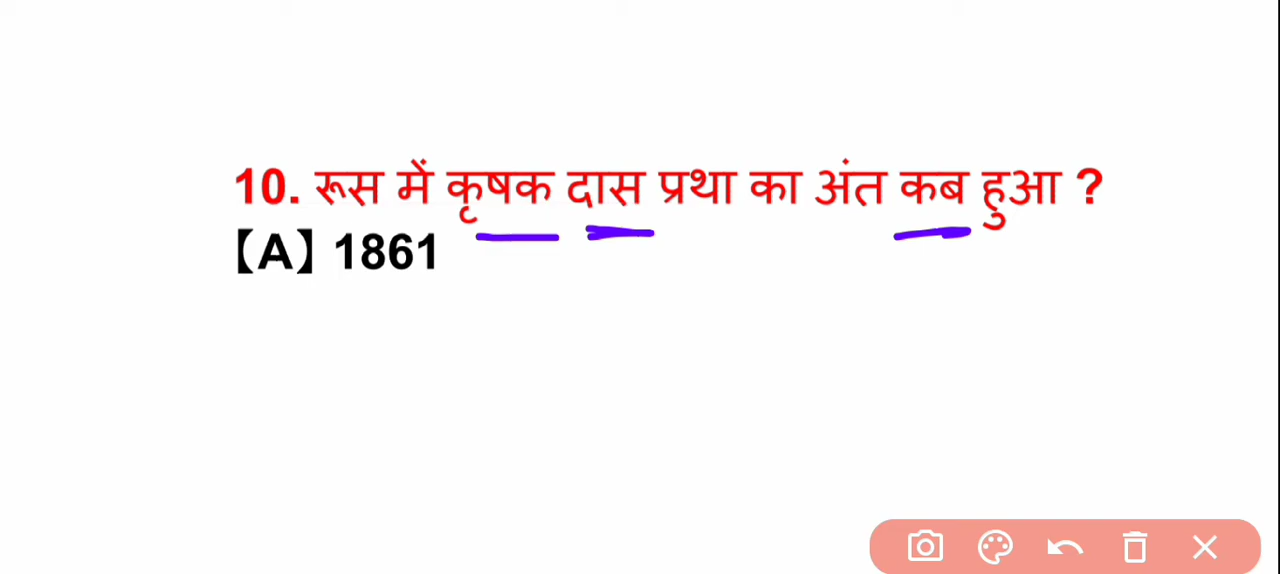 10. रूस में कृषक दास प्रथा का अंत कब हुआ ?
【A】 1861